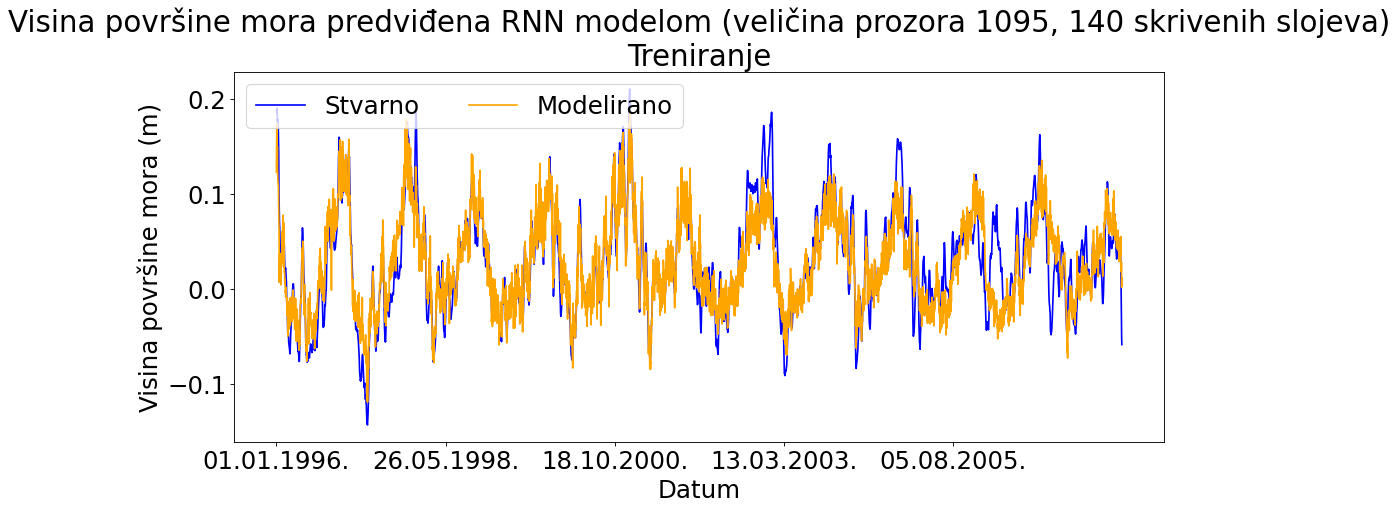 Visina površine mora predviđena RNN modelom (veličina prozora 1095, 140 skrivenih slojeva)
Treniranje
Stvarno Modelirano
Visina površine mora (m)
0.2
0.1
0.0
−0.1
01.01.1996. 26.05.1998. 18.10.2000. 13.03.2003. 05.08.2005.
Datum